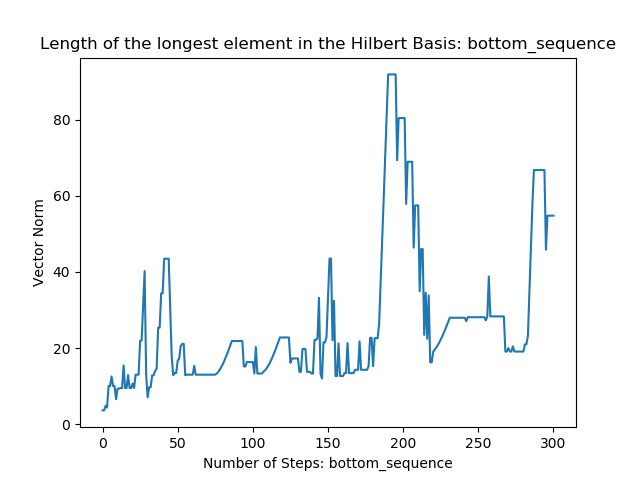 Length of the longest element in the Hilbert Basis: bottom_sequence
Vector Norm
80
60
40
20
0
0 50 100 150 200 250 300
Number of Steps: bottom_sequence